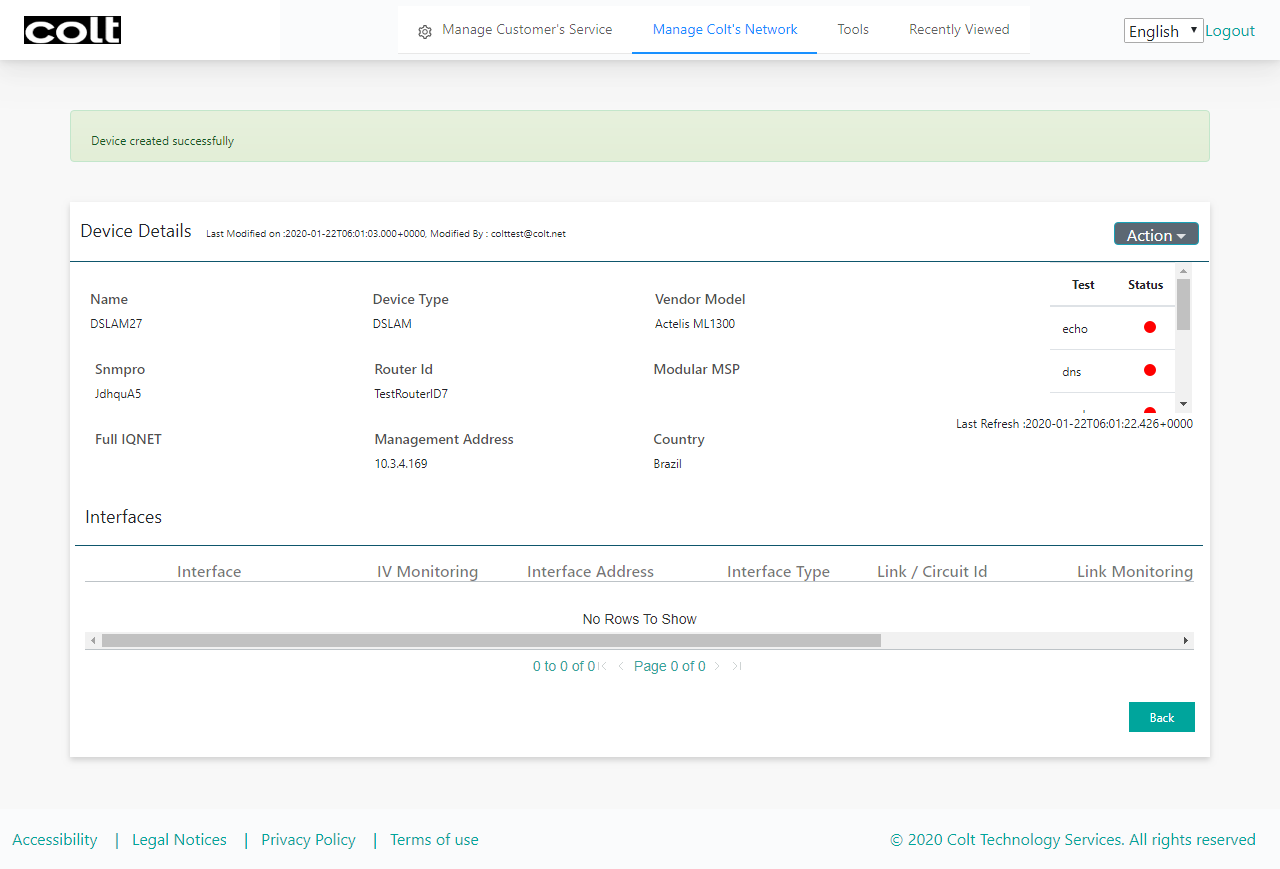 colt
Manage Customer's Service
Manage Colt's Network
Tools
Recently Viewed
English
Logout
Device created successfully
Device Details Last Modified on :2020-01-22T06:01:03.000+0000, Modified By : colttest@colt.net
Action
Name Device Type Vendor Model
DSLAM27 DSLAM Actelis ML1300
Test Status
echo
dns
Snmpro Router Id Modular MSP
JdhquA5 TestRouterID7
Last Refresh :2020-01-22T06:01:22.426+0000
Full IQNET Management Address Country
10.3.4.169 Brazil
Interfaces
Interface IV Monitoring Interface Address Interface Type Link / Circuit Id Link Monitoring
No Rows To Show
0 to 0 of 0 Page 0 of 0
Back
Accessibility | Legal Notices | Privacy Policy | Terms of use
© 2020 Colt Technology Services. All rights reserved